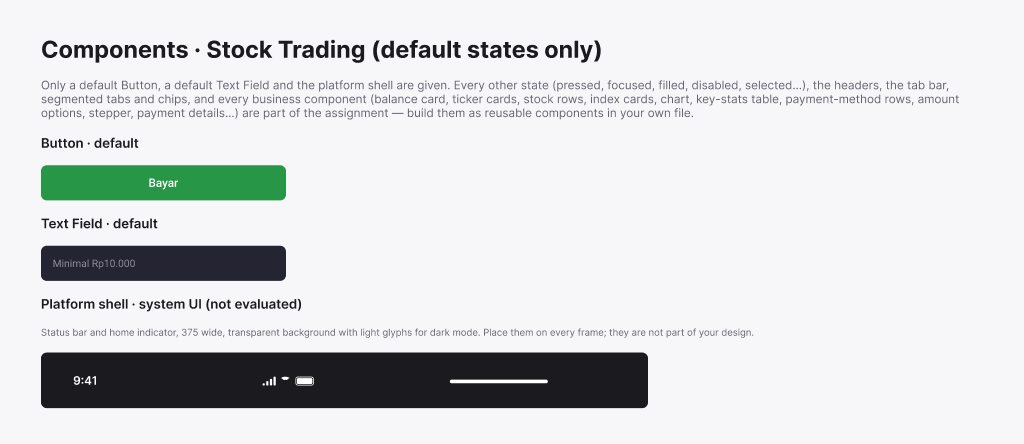 Components · Stock Trading (default states only)
Only a default Button, a default Text Field and the platform shell are given. Every other state (pressed, focused, filled, disabled, selected...), the headers, the tab bar,
segmented tabs and chips, and every business component (balance card, ticker cards, stock rows, index cards, chart, key-stats table, payment-method rows, amount
options, stepper, payment details...) are part of the assignment — build them as reusable components in your own file.
Button · default
Bayar
Text Field · default
Minimal Rp10.000
Platform shell · system UI (not evaluated)
Status bar and home indicator, 375 wide, transparent background with light glyphs for dark mode. Place them on every frame; they are not part of your design.
9:41